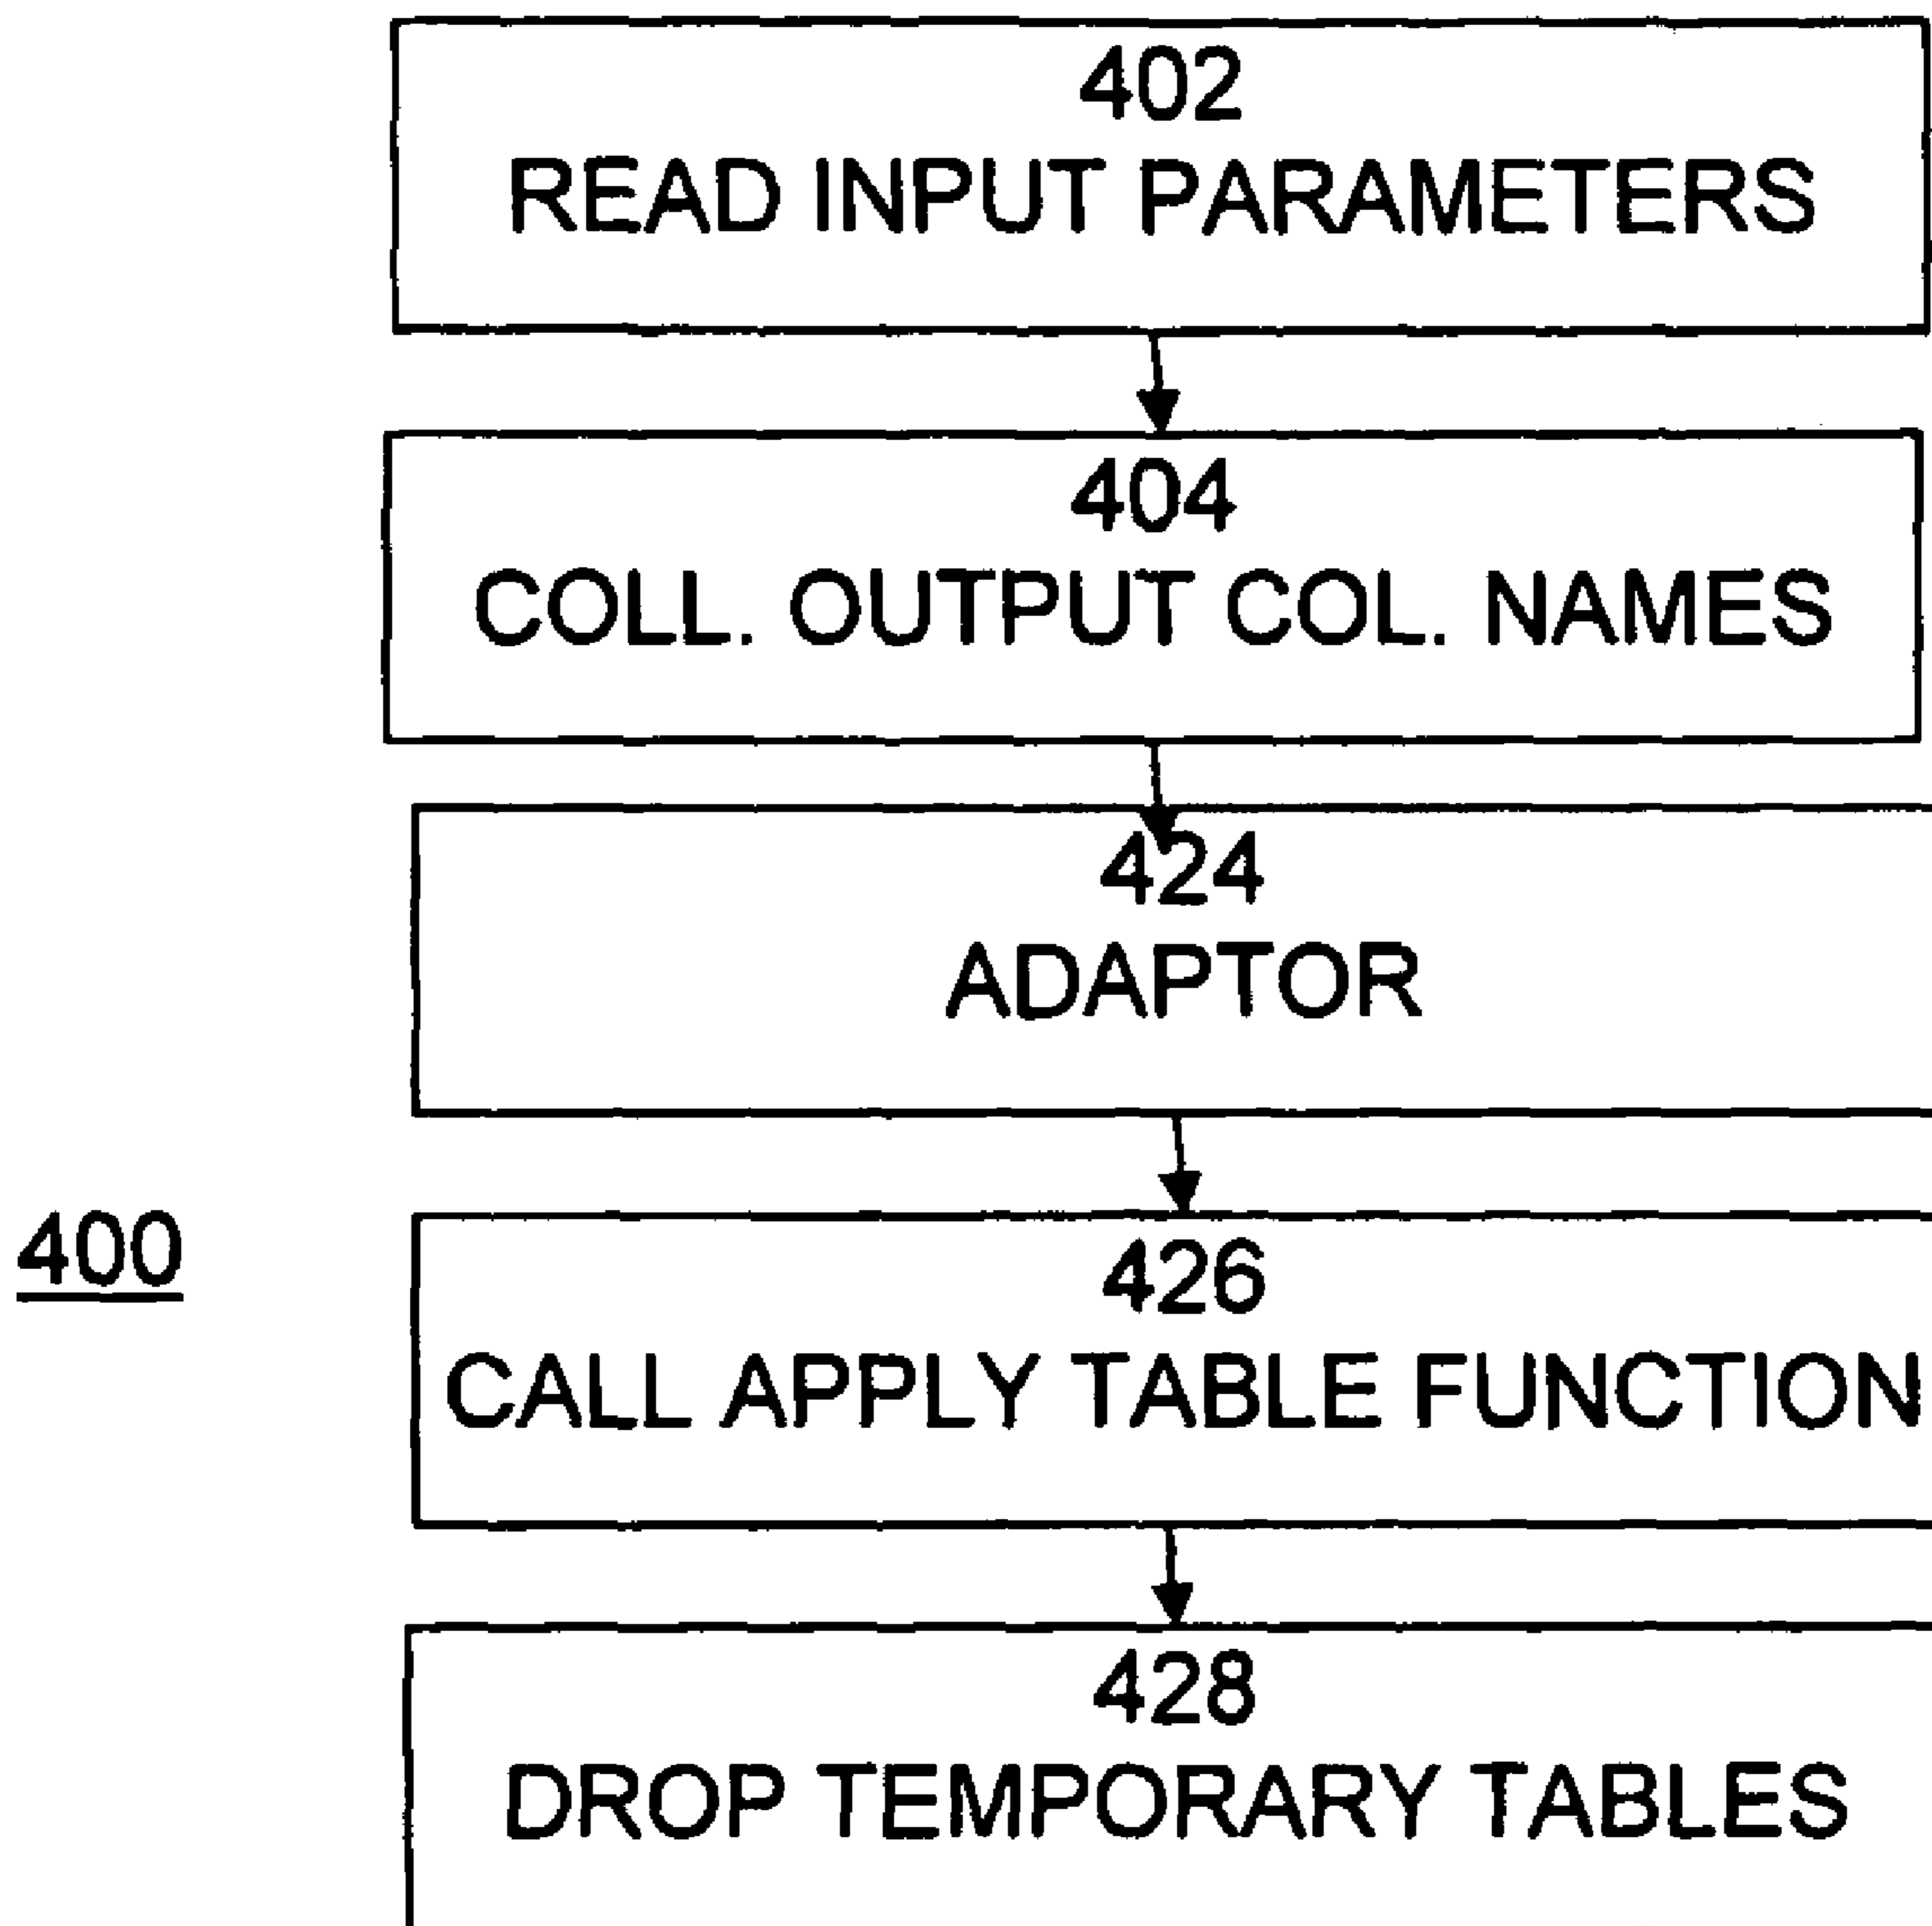 402
READ INPUT PARAMETERS
404
COLL. OUTPUT COL. NAMES
424
ADAPTOR
400
426
CALL APPLY TABLE FUNCTION
428
DROP TEMPORARY TABLES